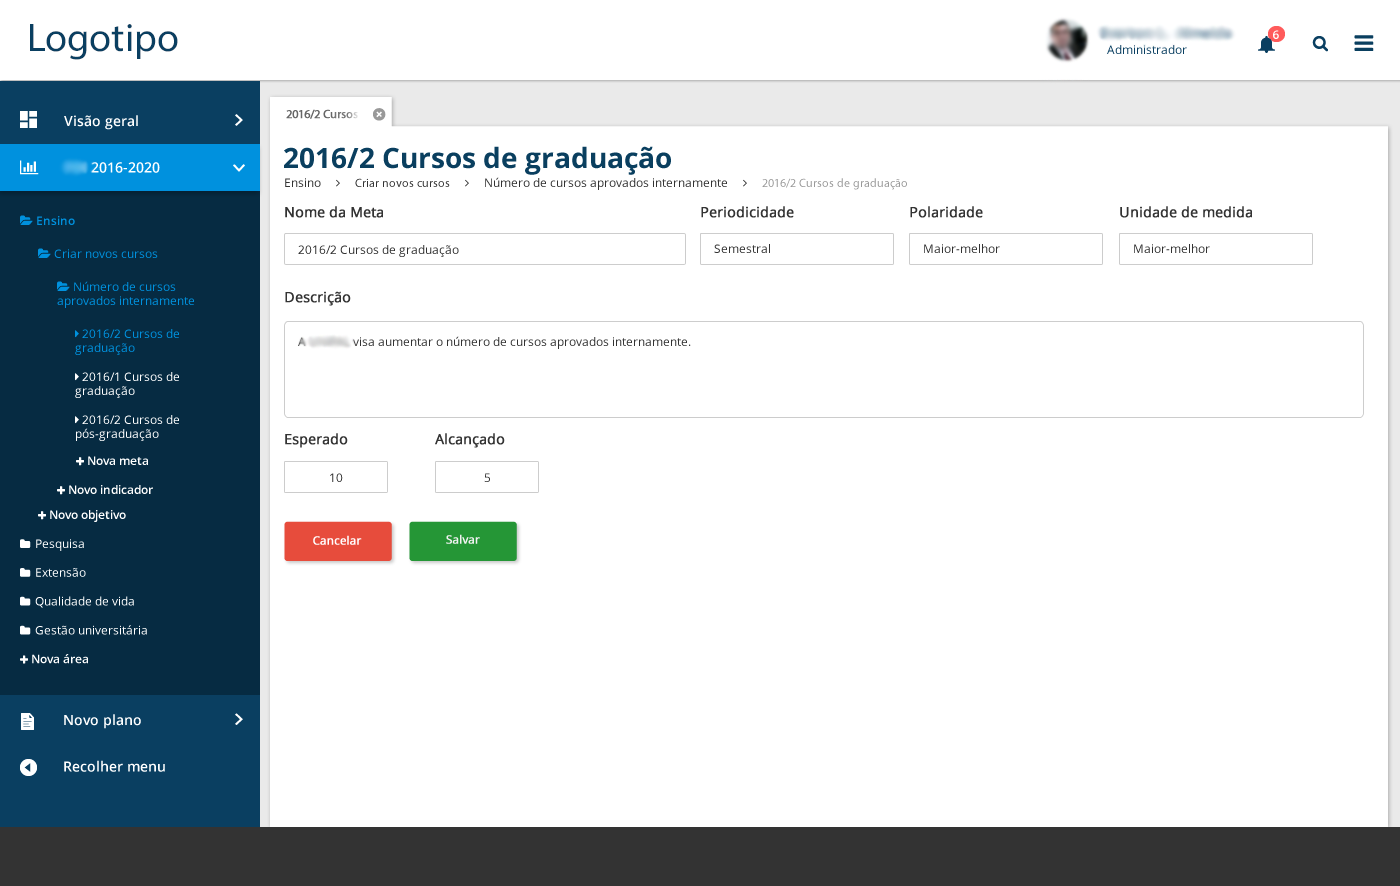 Logotipo
Administrador
6
Visão geral
2016-2020
Ensino
Criar novos cursos
Número de cursos
aprovados internamente
2016/2 Cursos de
graduação
2016/1 Cursos de
graduação
2016/2 Cursos de
pós-graduação
Nova meta
Novo indicador
Novo objetivo
Pesquisa
Extensão
Qualidade de vida
Gestão universitária
Nova área
Novo plano
Recolher menu
2016/2 Cursos
2016/2 Cursos de graduação
Ensino > Criar novos cursos > Número de cursos aprovados internamente > 2016/2 Cursos de graduação
Nome da Meta Periodicidade Polaridade Unidade de medida
2016/2 Cursos de graduação Semestral Maior-melhor Maior-melhor
Descrição
A visa aumentar o número de cursos aprovados internamente.
Esperado Alcançado
10 5
Cancelar Salvar